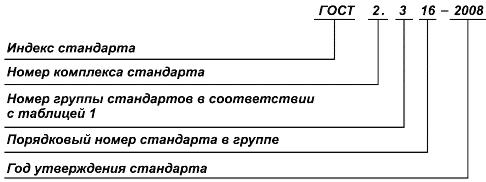 ГОСТ 2. 3 16 – 2008
Индекс стандарта
Номер комплекса стандарта
Номер группы стандартов в соответствии
с таблицей 1
Порядковый номер стандарта в группе
Год утверждения стандарта